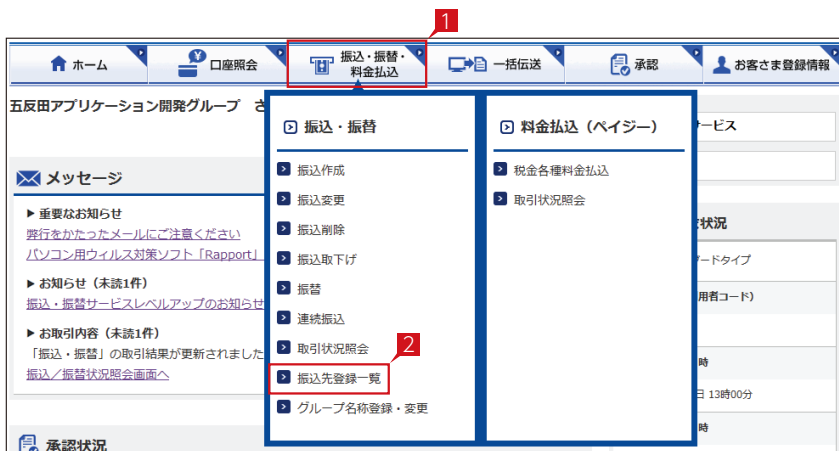 1
ホーム
口座照会
振込・振替・
料金払込
一括伝送
承認
お客さま登録情報
五反田アプリケーション開発グループ　さ
メッセージ
▶ 重要なお知らせ
弊行をかたったメールにご注意ください
パソコン用ウィルス対策ソフト「Rapport」
▶ お知らせ（未読1件）
振込・振替サービスレベルアップのお知らせ
▶ お取引内容（未読1件）
「振込・振替」の取引結果が更新されました
振込／振替状況照会画面へ
承認状況
振込・振替
振込作成
振込変更
振込削除
振込取下げ
振替
連続振込
取引状況照会
2
振込先登録一覧
グループ名称登録・変更
料金払込（ペイジー）
税金各種料金払込
取引状況照会
ービス
状況
ードタイプ
用者コード）
時
日 13時00分
時